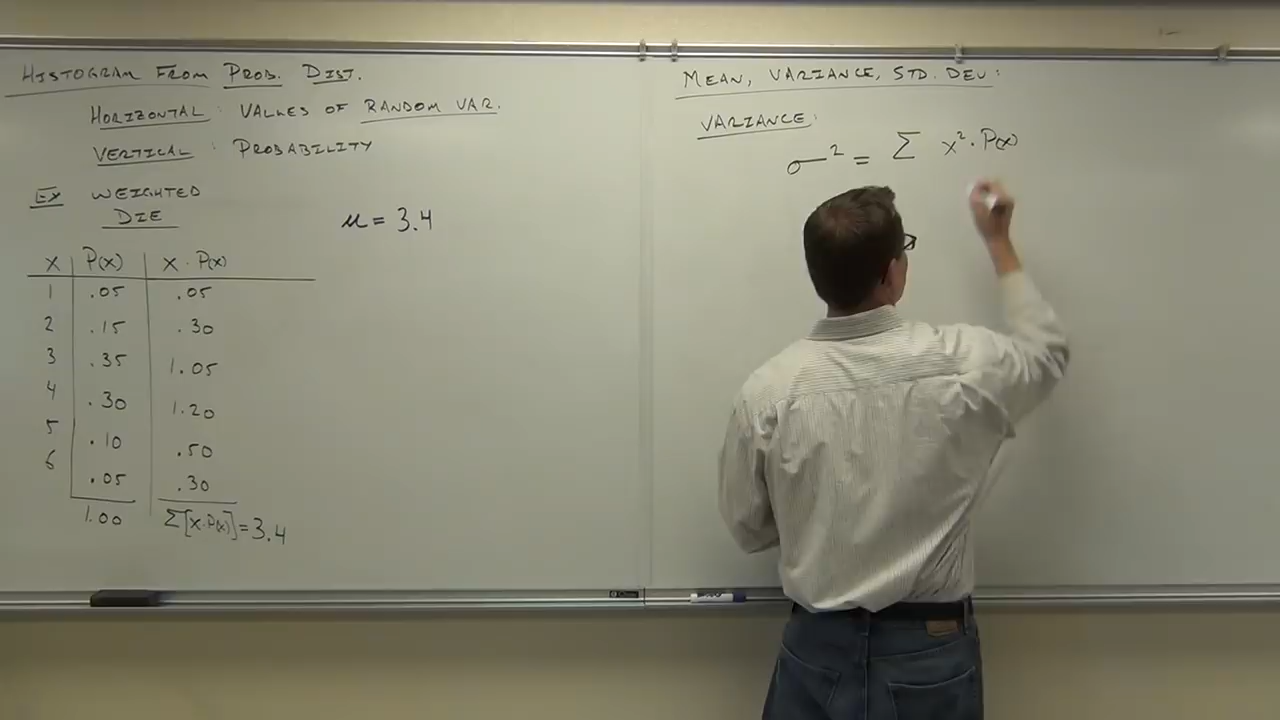 HISTOGRAM FROM PROB. DIST.
HORIZONTAL: VALUES OF RANDOM VAR.
VERTICAL: PROBABILITY
EX WEIGHTED
DIE
μ = 3.4
X P(x) X · P(x)
1 .05 .05
2 .15 .30
3 .35 1.05
4 .30 1.20
5 .10 .50
6 .05 .30
1.00 Σ[X·P(x)] = 3.4
MEAN, VARIANCE, STD. DEV:
VARIANCE:
σ² = Σ x² · P(x)